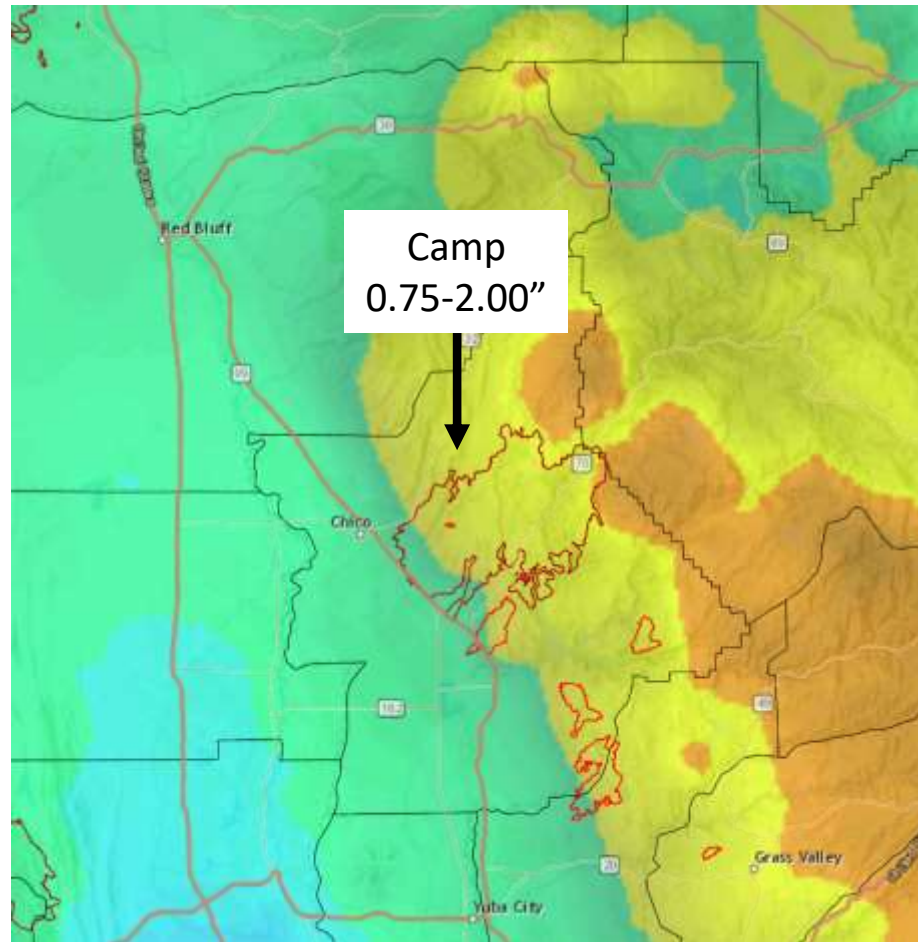 36
Red Bluff
89
Camp
0.75-2.00”
32
99
70
Chico
162
49
20
Grass Valley
Yuba City